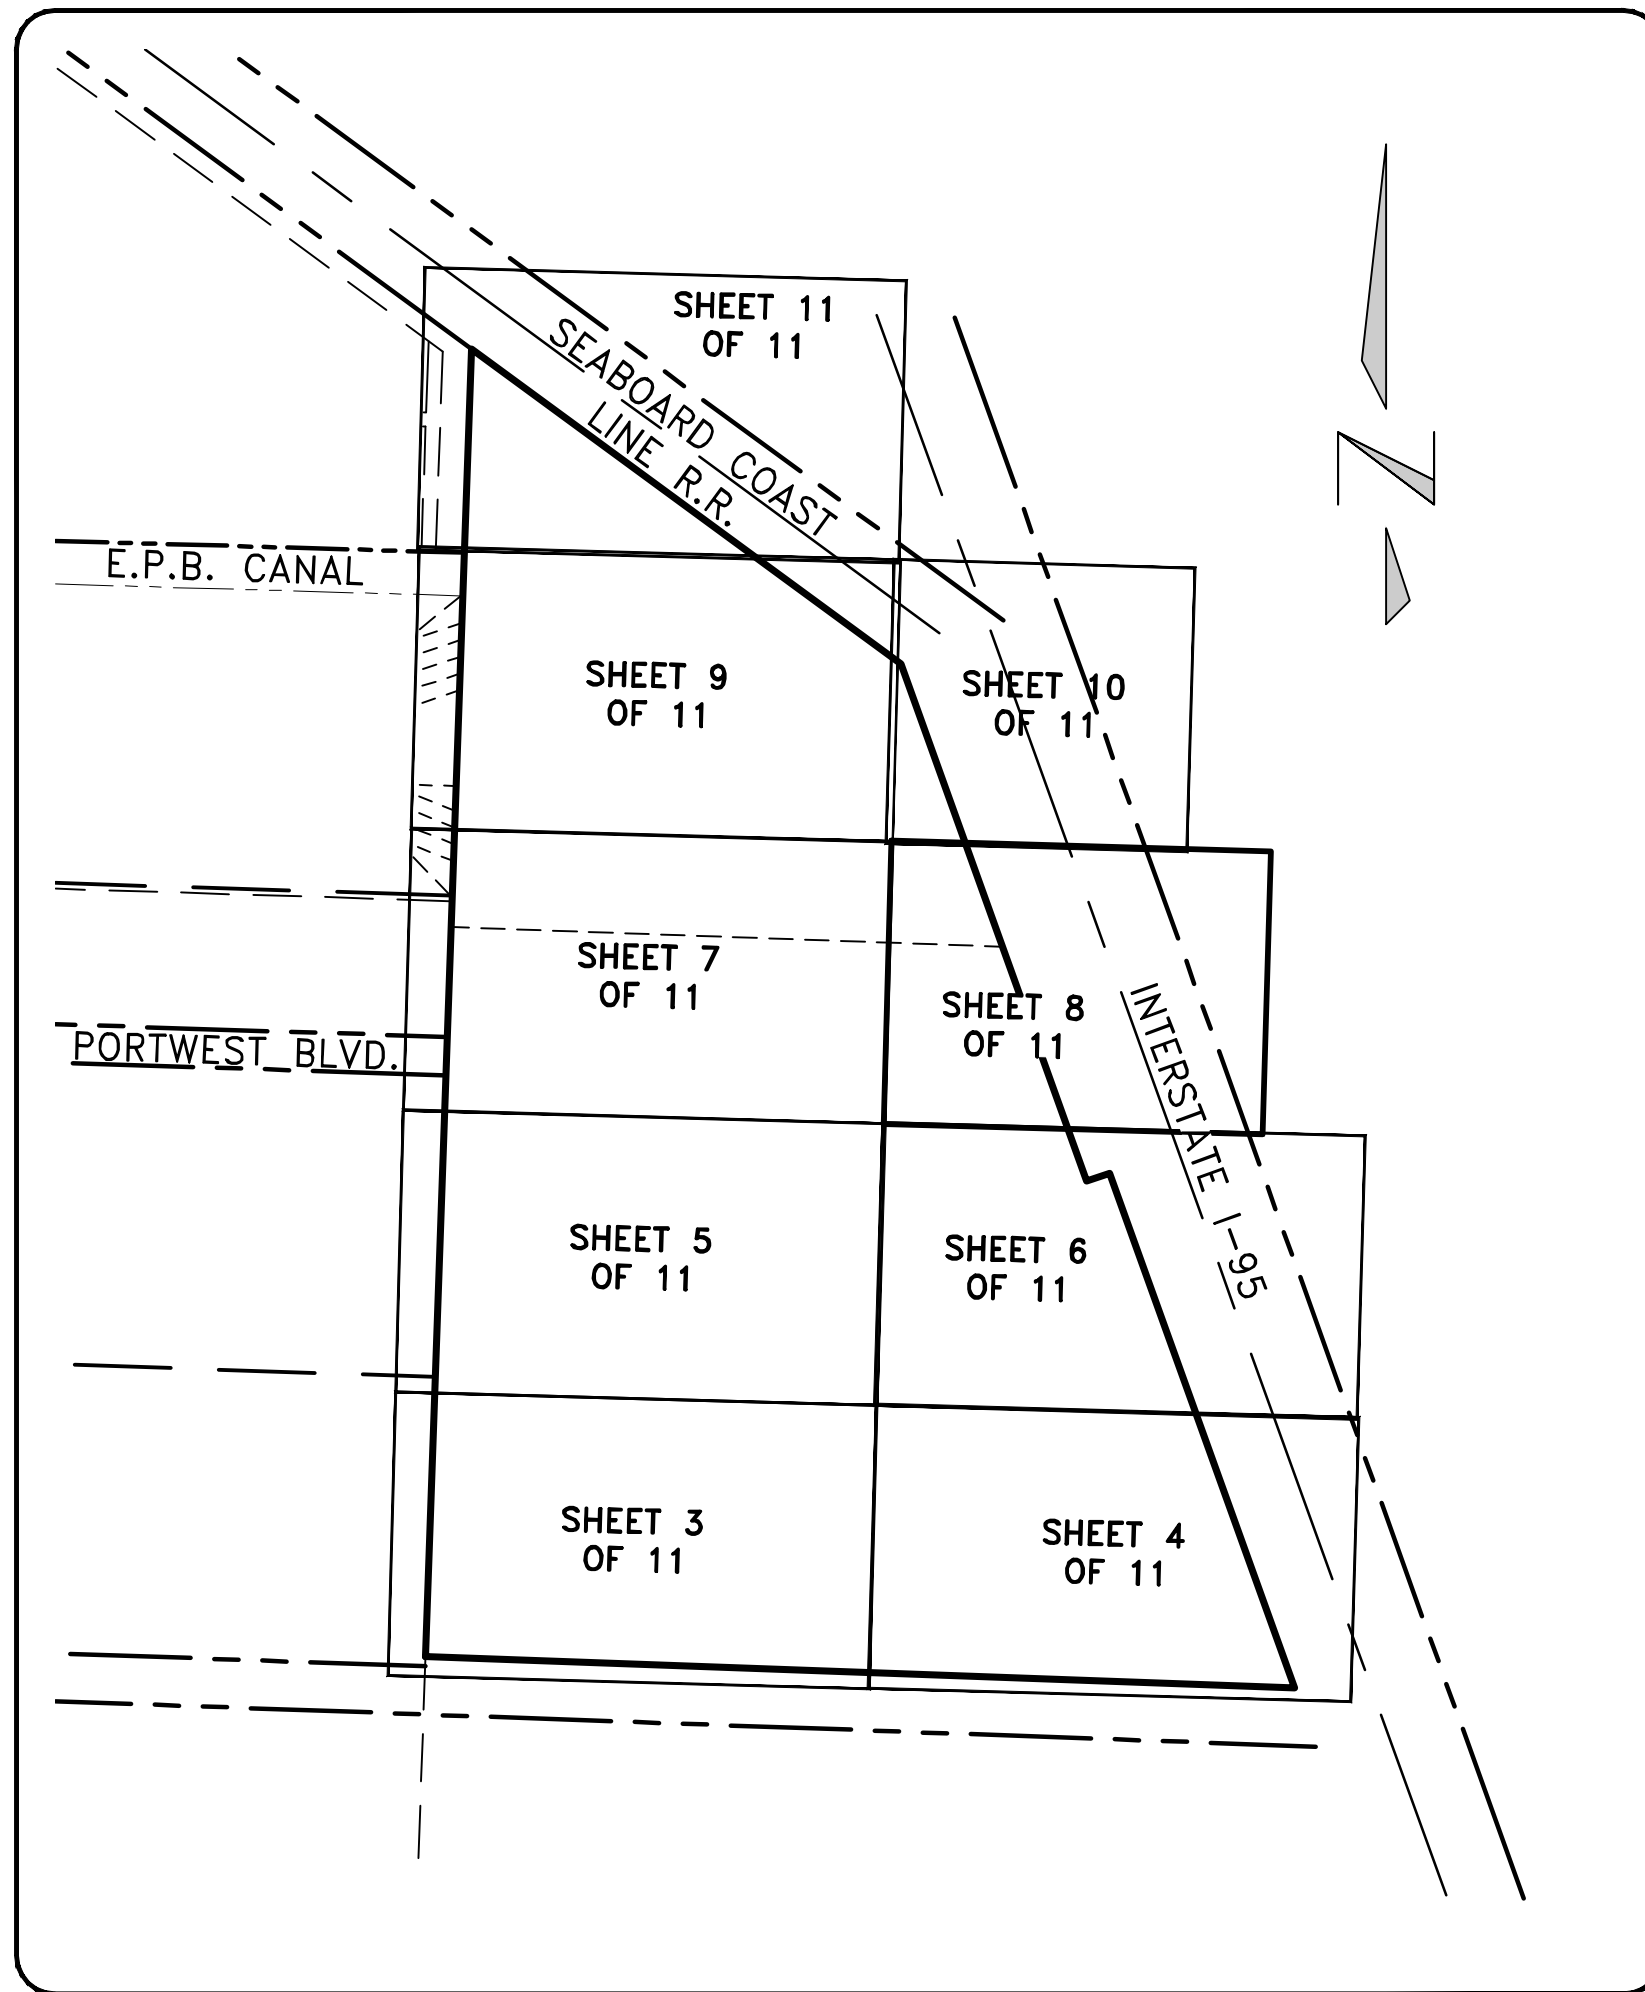 SHEET 11
OF 11
SEABOARD COAST
LINE R.R.
N
E.P.B. CANAL
SHEET 9
OF 11
SHEET 10
OF 11
SHEET 7
OF 11
SHEET 8
OF 11
INTERSTATE I-95
PORTWEST BLVD.
SHEET 5
OF 11
SHEET 6
OF 11
SHEET 3
OF 11
SHEET 4
OF 11